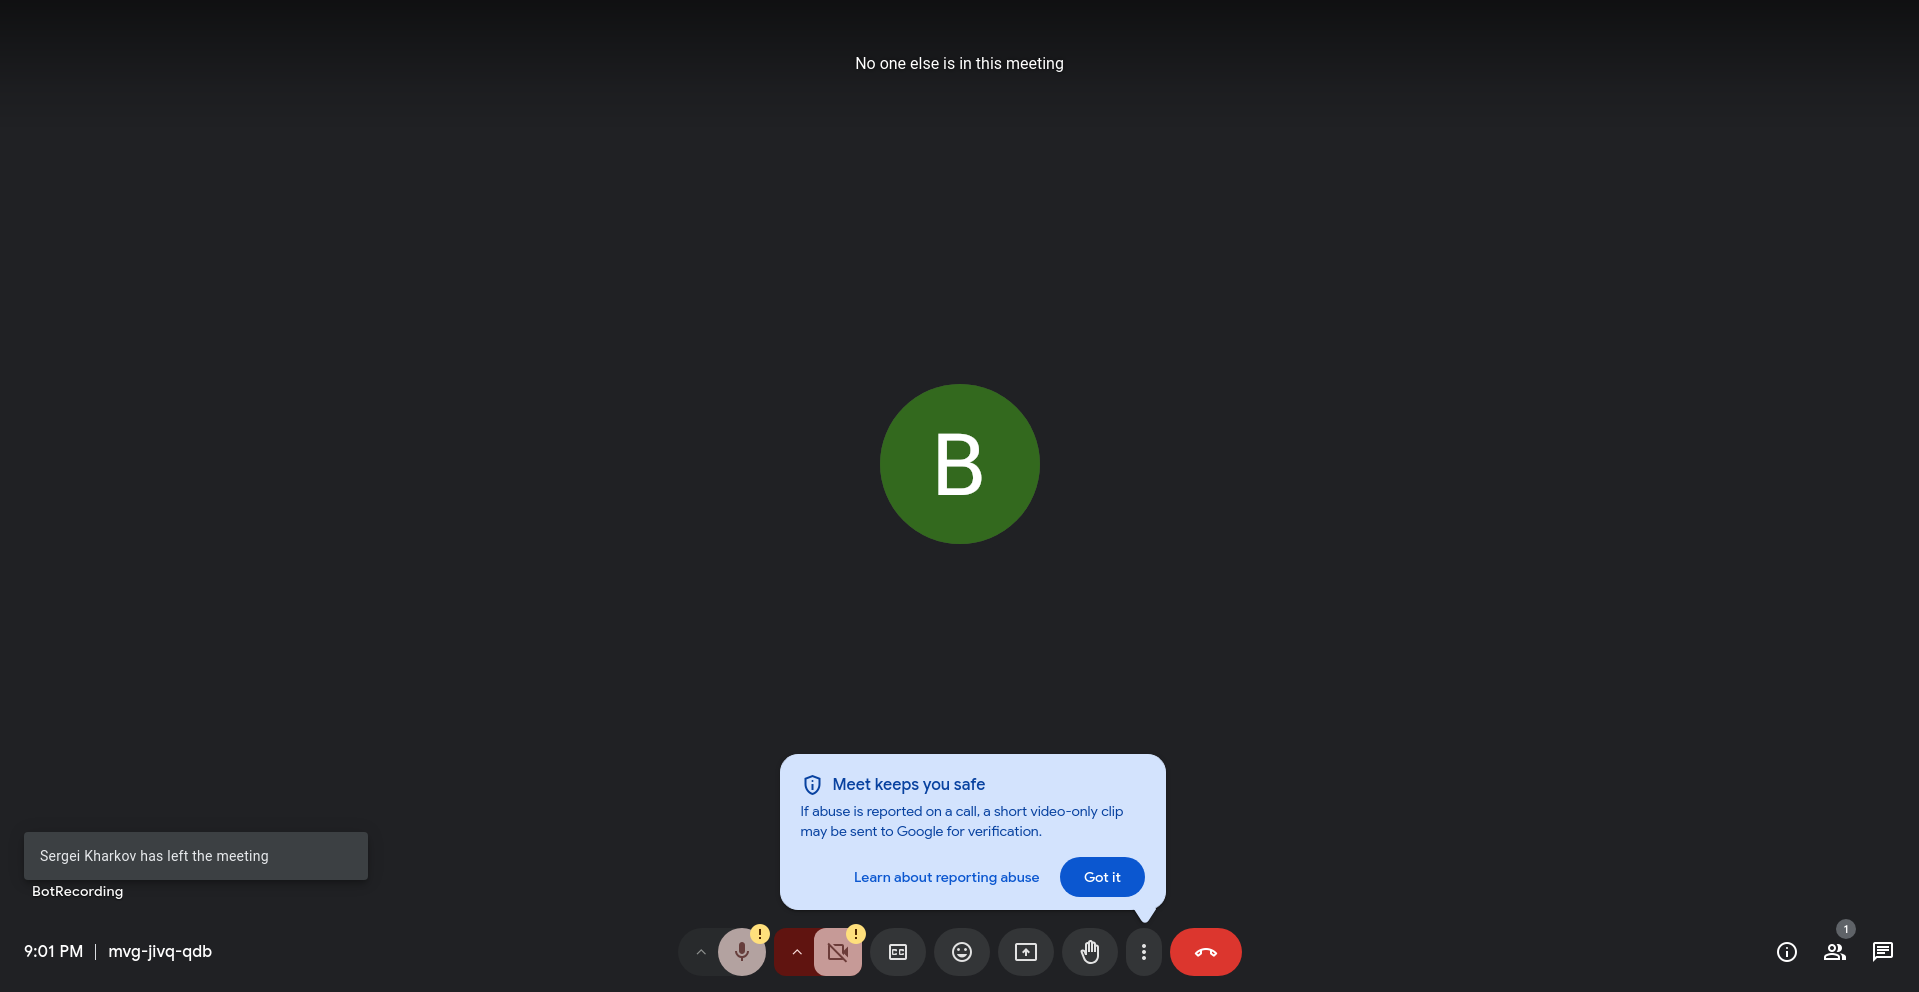 No one else is in this meeting
B
Meet keeps you safe
If abuse is reported on a call, a short video-only clip
may be sent to Google for verification.
Learn about reporting abuse
Got it
Sergei Kharkov has left the meeting
BotRecording
9:01 PM | mvg-jivq-qdb
!
!
CC
1